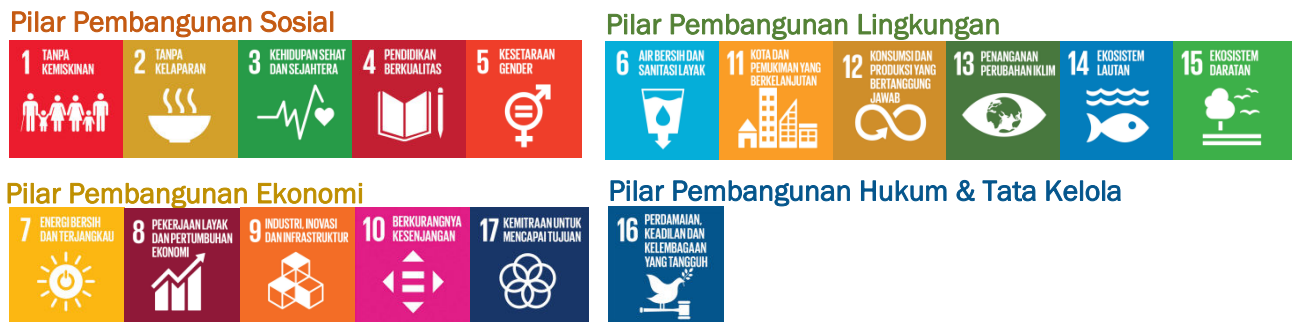 Pilar Pembangunan Sosial
1 TANPA
KEMISKINAN
2 TANPA
KELAPARAN
3 KEHIDUPAN SEHAT
DAN SEJAHTERA
4 PENDIDIKAN
BERKUALITAS
5 KESETARAAN
GENDER
Pilar Pembangunan Lingkungan
6 AIR BERSIH DAN
SANITASI LAYAK
11 KOTA DAN
PEMUKIMAN YANG
BERKELANJUTAN
12 KONSUMSI DAN
PRODUKSI YANG
BERTANGGUNG
JAWAB
13 PENANGANAN
PERUBAHAN IKLIM
14 EKOSISTEM
LAUTAN
15 EKOSISTEM
DARATAN
Pilar Pembangunan Ekonomi
7 ENERGI BERSIH
DAN TERJANGKAU
8 PEKERJAAN LAYAK
DAN PERTUMBUHAN
EKONOMI
9 INDUSTRI, INOVASI
DAN INFRASTRUKTUR
10 BERKURANGNYA
KESENJANGAN
17 KEMITRAAN UNTUK
MENCAPAI TUJUAN
Pilar Pembangunan Hukum & Tata Kelola
16 PERDAMAIAN,
KEADILAN DAN
KELEMBAGAAN
YANG TANGGUH